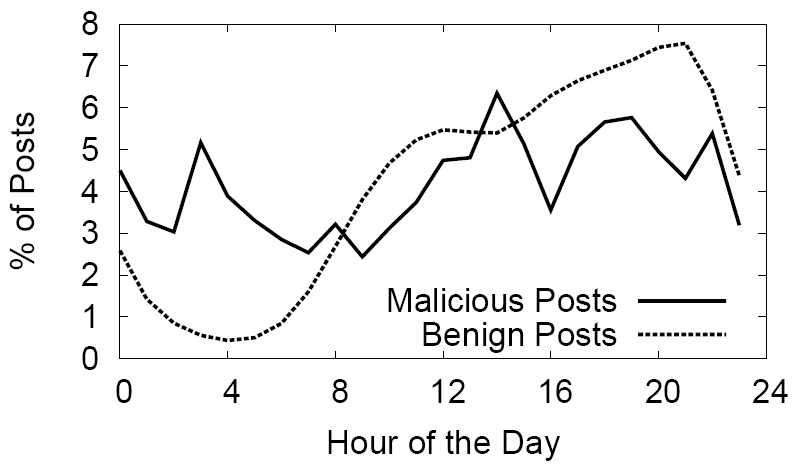 8
7
6
5
4
3
2
1
0
% of Posts
Malicious Posts
Benign Posts
0 4 8 12 16 20 24
Hour of the Day